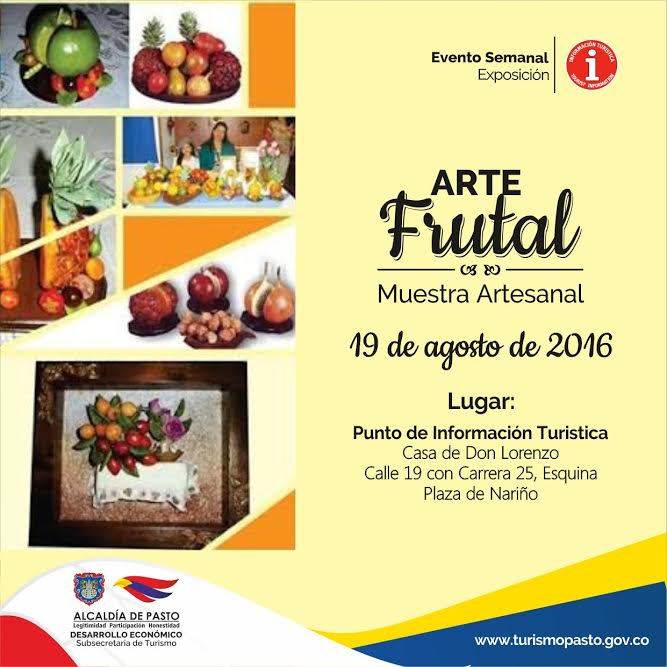 Evento Semanal
Exposición
INFORMACIÓN TURISTICA
TOURIST INFORMATION
i
ARTE
Frutal
Muestra Artesanal
19 de agosto de 2016
Lugar:
Punto de Información Turistica
Casa de Don Lorenzo
Calle 19 con Carrera 25, Esquina
Plaza de Nariño
ALCALDÍA DE PASTO
Legitimidad Participación Honestidad
DESARROLLO ECONÓMICO
Subsecretaría de Turismo
www.turismopasto.gov.co